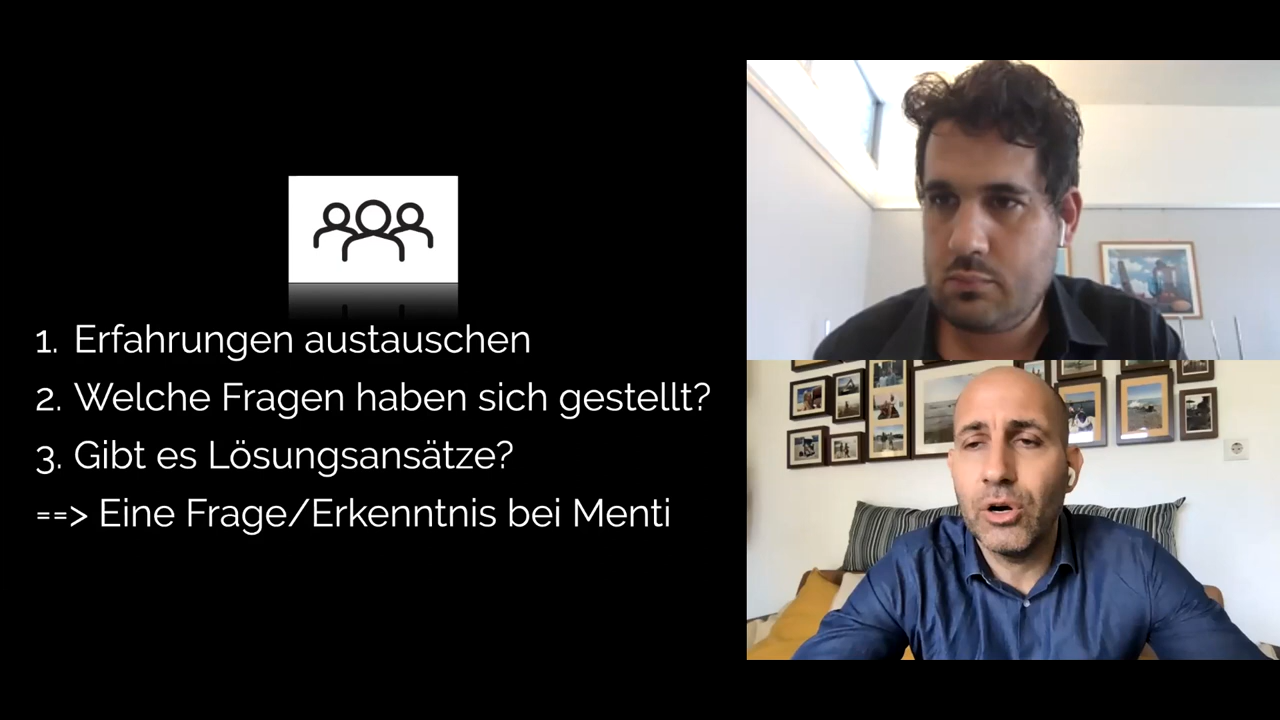 1. Erfahrungen austauschen
2. Welche Fragen haben sich gestellt?
3. Gibt es Lösungsansätze?
==> Eine Frage/Erkenntnis bei Menti